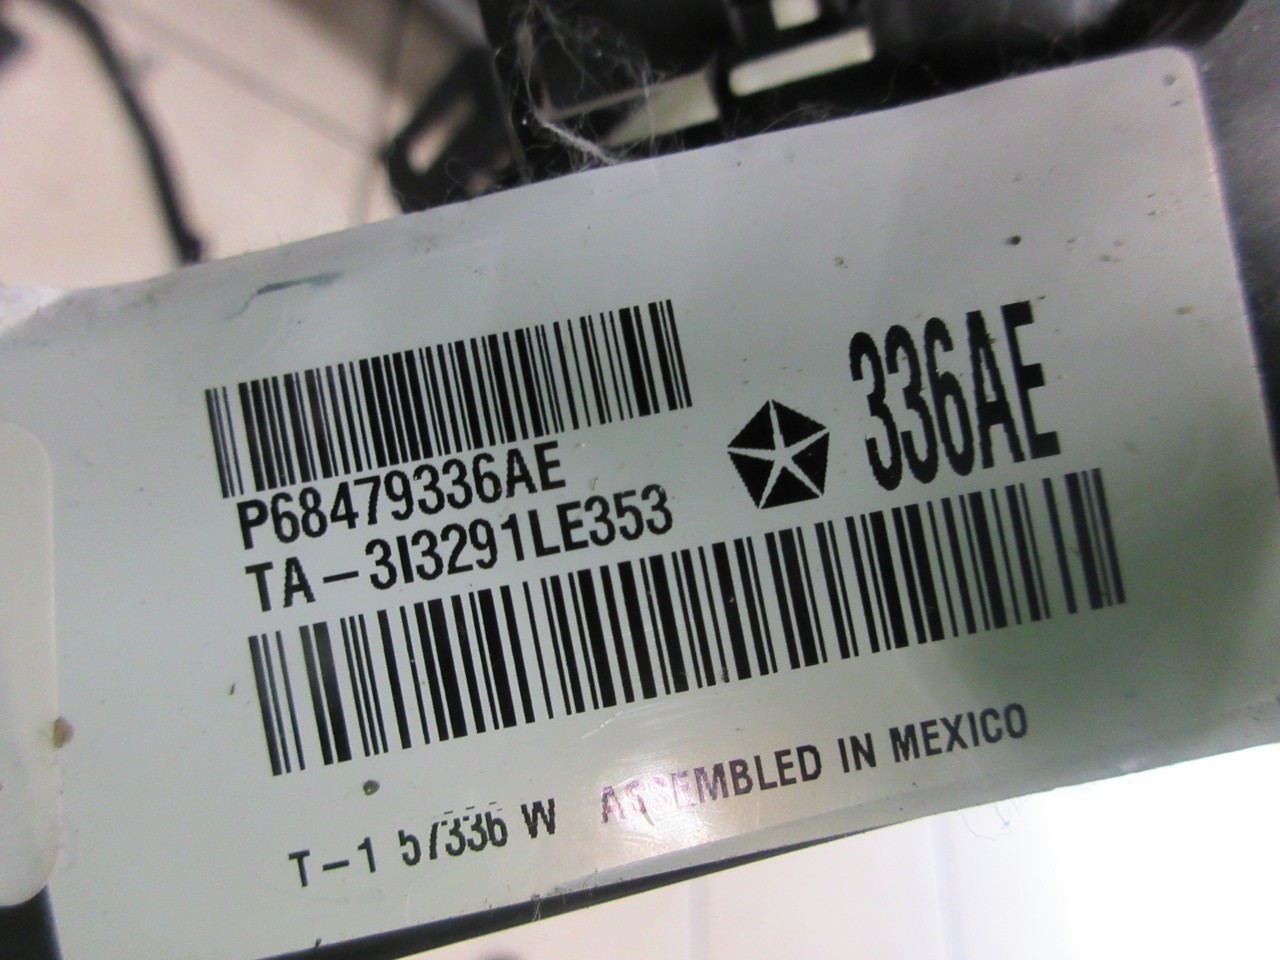 336AE
P68479336AE
TA-3I3291LE353
T-1 57336 W ASSEMBLED IN MEXICO